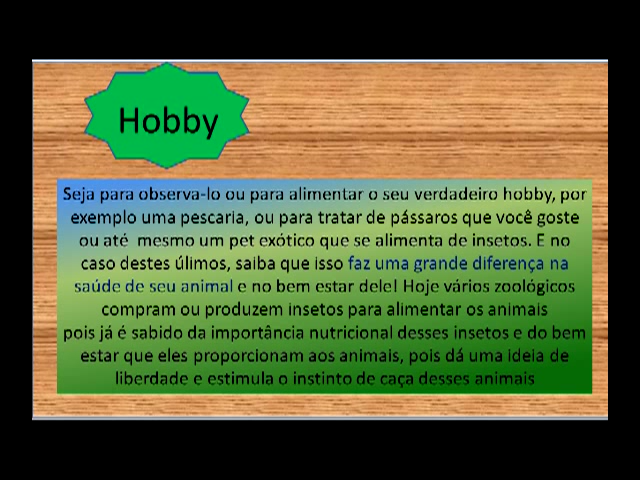 Hobby
Seja para observa-lo ou para alimentar o seu verdadeiro hobby, por
exemplo uma pescaria, ou para tratar de pássaros que você goste
ou até mesmo um pet exótico que se alimenta de insetos. E no
caso destes úlimos, saiba que isso faz uma grande diferença na
saúde de seu animal e no bem estar dele! Hoje vários zoológicos
compram ou produzem insetos para alimentar os animais
pois já é sabido da importância nutricional desses insetos e do bem
estar que eles proporcionam aos animais, pois dá uma ideia de
liberdade e estimula o instinto de caça desses animais